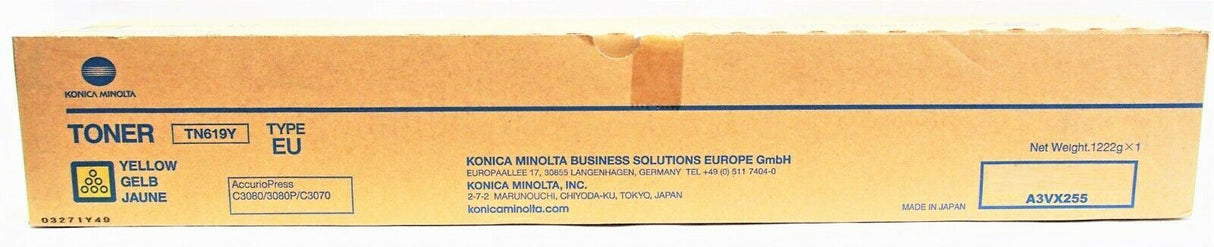 KONICA MINOLTA
TONER TN619Y TYPE EU
YELLOW
GELB
JAUNE
AccurioPress
C3080/3080P/C3070
03271Y49
KONICA MINOLTA BUSINESS SOLUTIONS EUROPE GmbH
EUROPAALLEE 17, 30855 LANGENHAGEN, GERMANY TEL +49 (0) 511 7404-0
KONICA MINOLTA, INC.
2-7-2 MARUNOUCHI, CHIYODA-KU, TOKYO, JAPAN
konicaminolta.com
Net Weight.1222g×1
MADE IN JAPAN
A3VX255